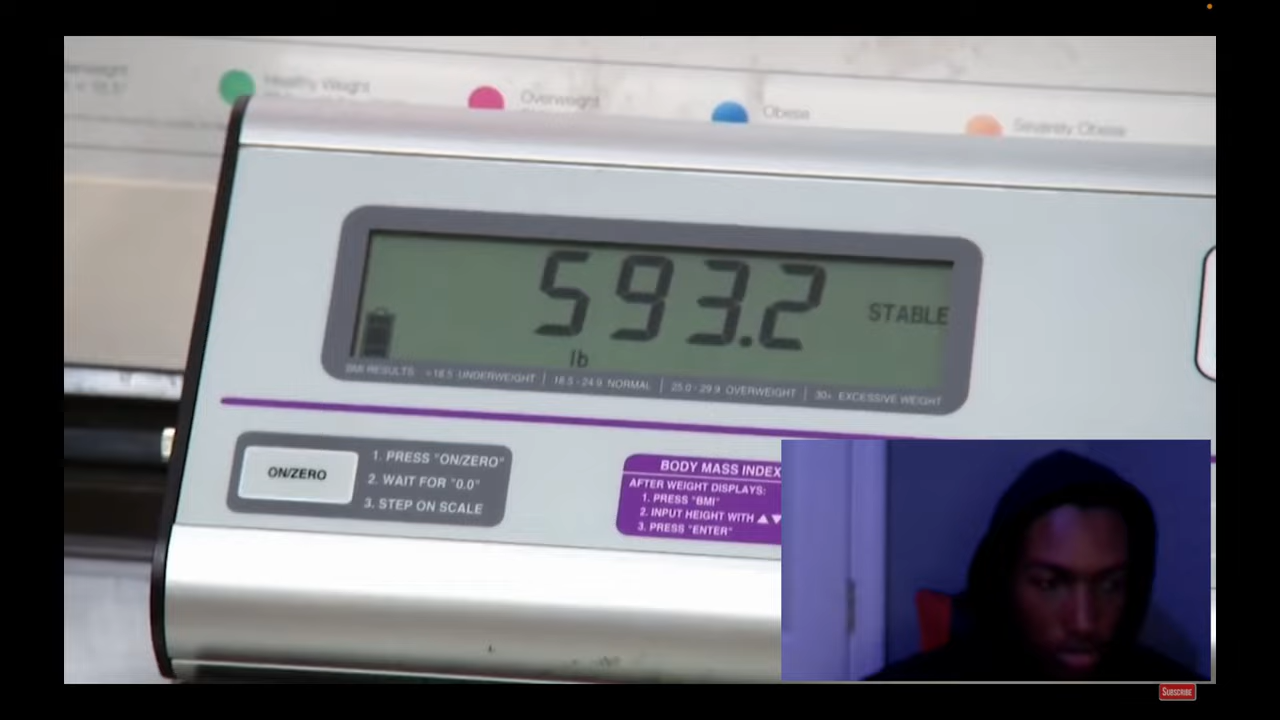 Healthy Weight
Overweight
Obese
Severely Obese
593.2
STABLE
lb
BMI RESULTS <18.5 UNDERWEIGHT | 18.5 - 24.9 NORMAL | 25.0 - 29.9 OVERWEIGHT | 30+ EXCESSIVE WEIGHT
ON/ZERO
1. PRESS "ON/ZERO"
2. WAIT FOR "0.0"
3. STEP ON SCALE
BODY MASS INDEX
AFTER WEIGHT DISPLAYS:
1. PRESS "BMI"
2. INPUT HEIGHT WITH ▲▼
3. PRESS "ENTER"
SUBSCRIBE